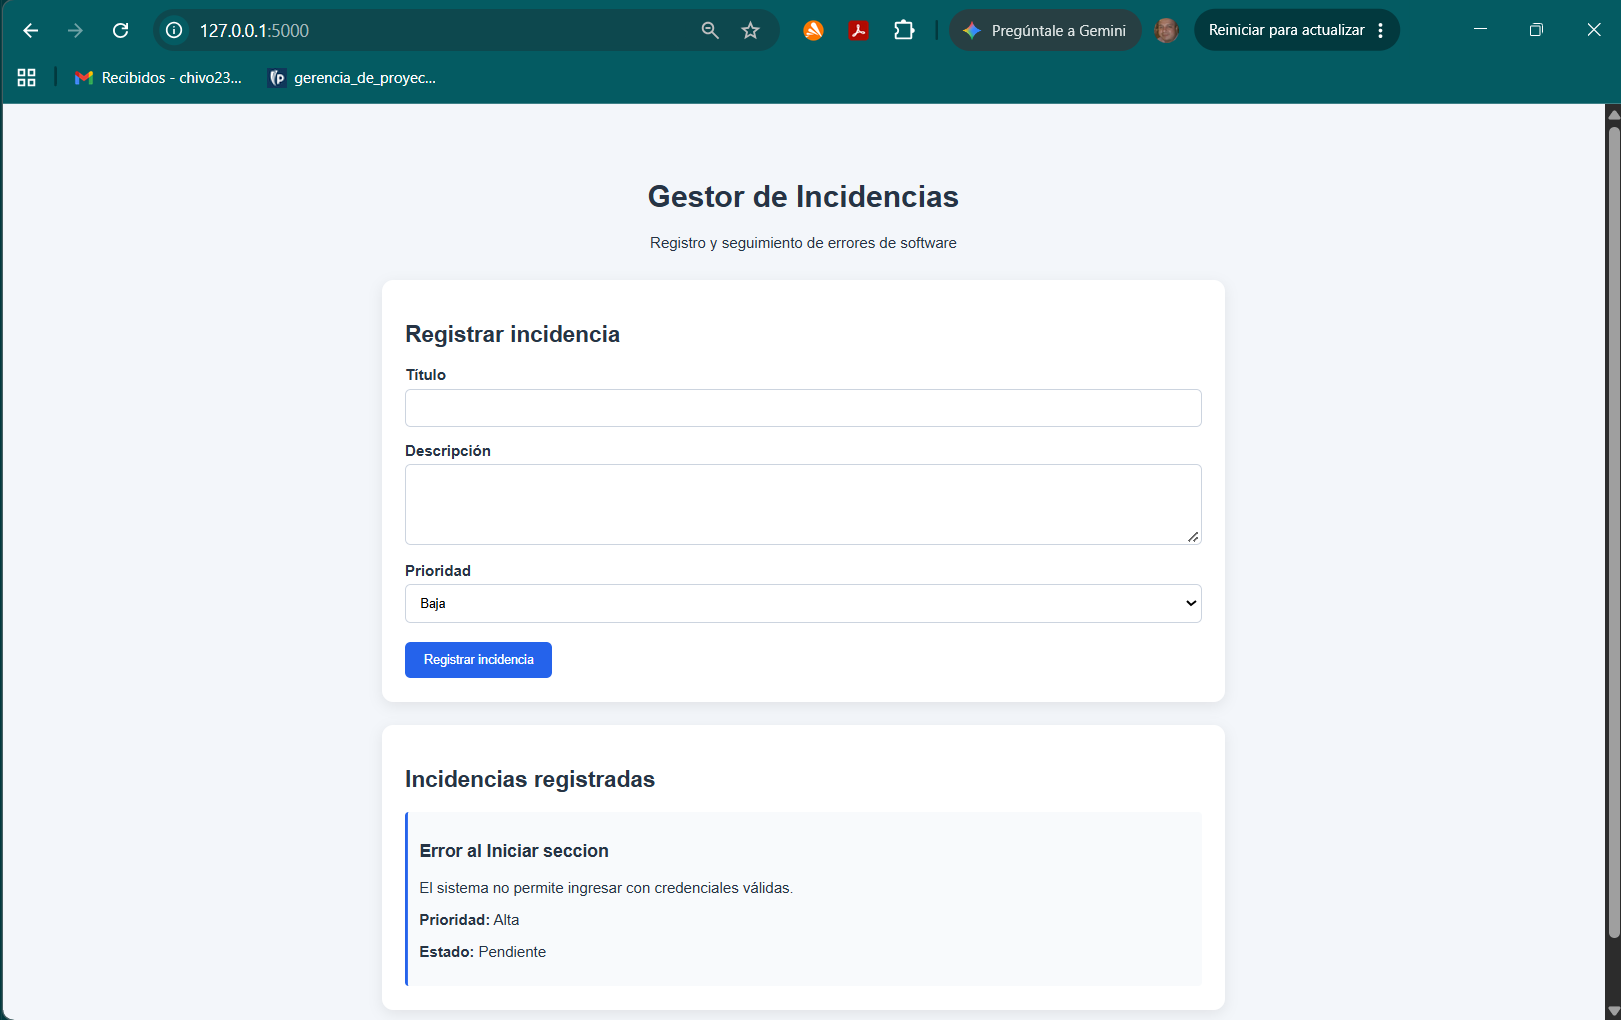 127.0.0.1:5000
Pregúntale a Gemini
Reiniciar para actualizar
Recibidos - chivo23...
gerencia_de_proyec...
Gestor de Incidencias
Registro y seguimiento de errores de software
Registrar incidencia
Título
Descripción
Prioridad
Baja
Registrar incidencia
Incidencias registradas
Error al Iniciar seccion
El sistema no permite ingresar con credenciales válidas.
Prioridad: Alta
Estado: Pendiente